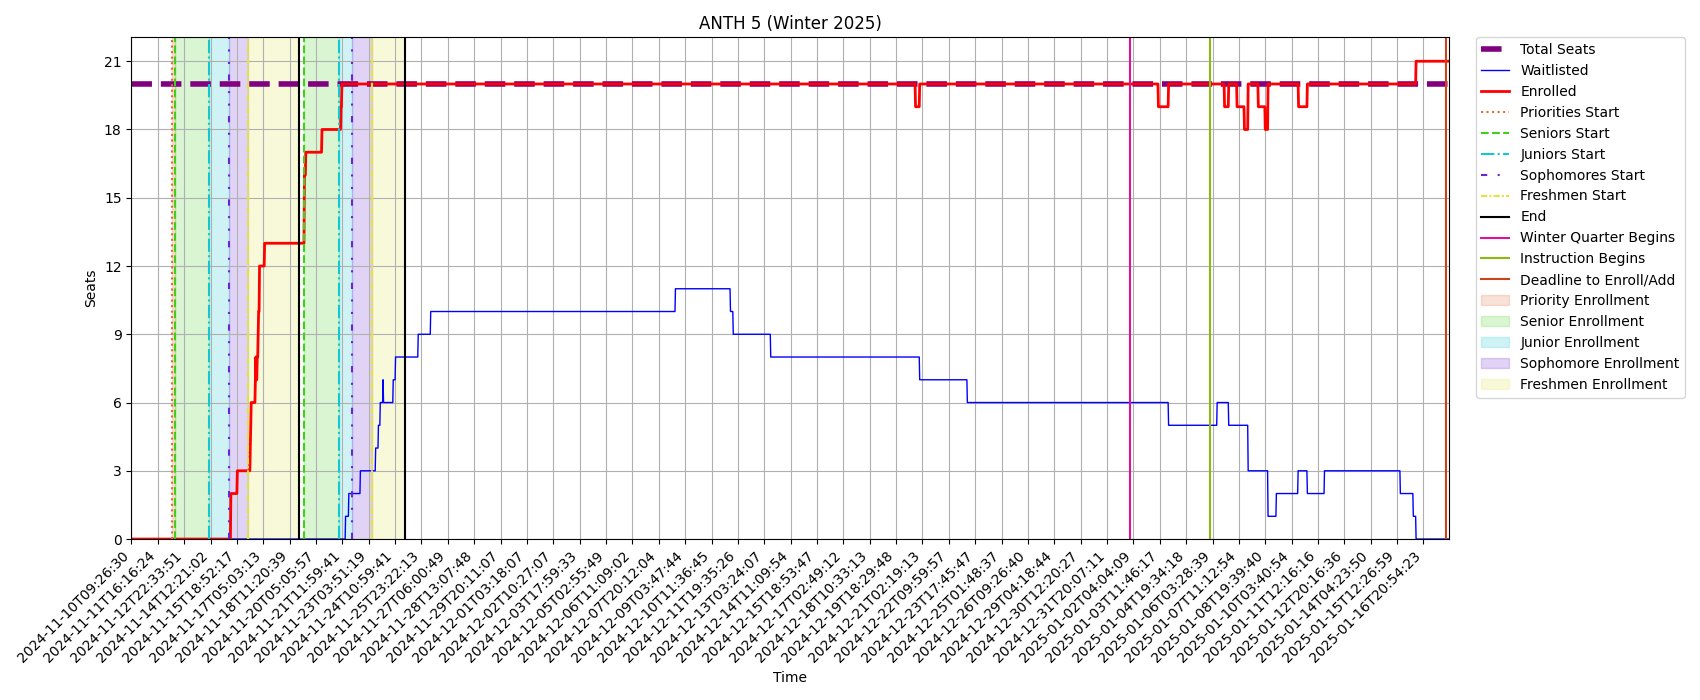 ANTH 5 (Winter 2025)
Seats
21
18
15
12
9
6
3
0
2024-11-10T09:26:30
2024-11-11T16:16:24
2024-11-12T22:33:51
2024-11-14T12:21:02
2024-11-15T18:52:17
2024-11-17T05:03:13
2024-11-18T11:20:39
2024-11-20T05:05:57
2024-11-21T11:59:41
2024-11-23T03:51:19
2024-11-24T10:59:41
2024-11-25T23:22:13
2024-11-27T06:00:49
2024-11-28T13:07:48
2024-11-29T20:11:07
2024-12-01T03:18:07
2024-12-02T10:27:07
2024-12-03T17:59:33
2024-12-05T02:55:49
2024-12-06T11:09:02
2024-12-07T20:12:04
2024-12-09T03:47:44
2024-12-10T11:36:45
2024-12-11T19:35:26
2024-12-13T03:24:07
2024-12-14T11:09:54
2024-12-15T18:53:47
2024-12-17T02:49:12
2024-12-18T10:33:13
2024-12-19T18:29:48
2024-12-21T02:19:13
2024-12-22T09:59:57
2024-12-23T17:45:47
2024-12-25T01:48:37
2024-12-26T09:26:40
2024-12-29T04:18:44
2024-12-30T12:20:27
2024-12-31T20:07:11
2025-01-02T04:04:09
2025-01-03T11:46:17
2025-01-04T19:34:18
2025-01-06T03:28:39
2025-01-07T11:12:54
2025-01-08T19:39:40
2025-01-10T03:40:54
2025-01-11T12:16:16
2025-01-12T20:16:36
2025-01-14T04:23:50
2025-01-15T12:26:59
2025-01-16T20:54:23
Time
Total Seats
Waitlisted
Enrolled
Priorities Start
Seniors Start
Juniors Start
Sophomores Start
Freshmen Start
End
Winter Quarter Begins
Instruction Begins
Deadline to Enroll/Add
Priority Enrollment
Senior Enrollment
Junior Enrollment
Sophomore Enrollment
Freshmen Enrollment